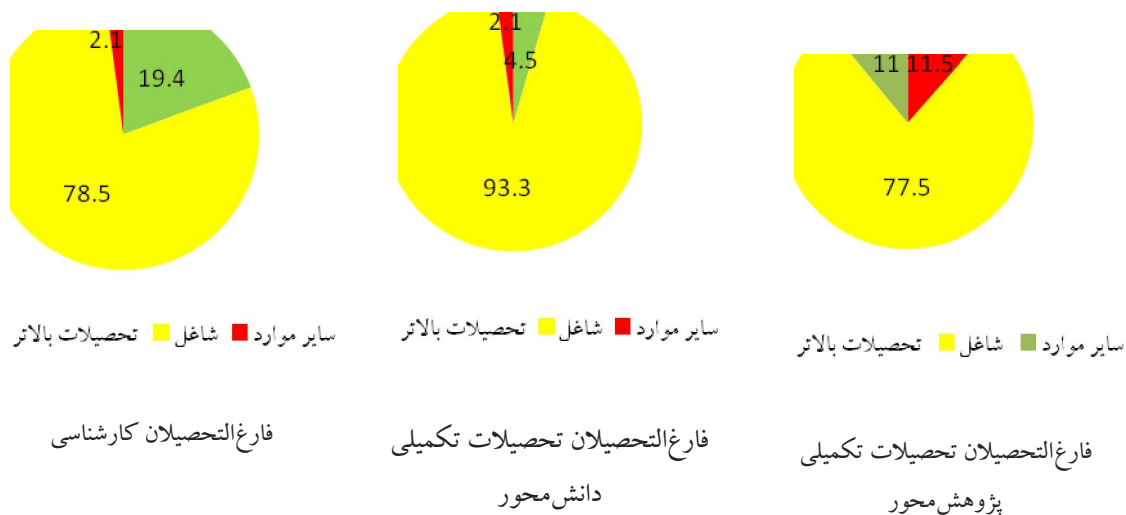 2.1
19.4
78.5
2.1
4.5
93.3
11 11.5
77.5
سایر موارد شاغل تحصیلات بالاتر
سایر موارد شاغل تحصیلات بالاتر
سایر موارد شاغل تحصیلات بالاتر
فارغ‌التحصیلان کارشناسی
فارغ‌التحصیلان تحصیلات تکمیلی
دانش‌محور
فارغ‌التحصیلان تحصیلات تکمیلی
پژوهش‌محور